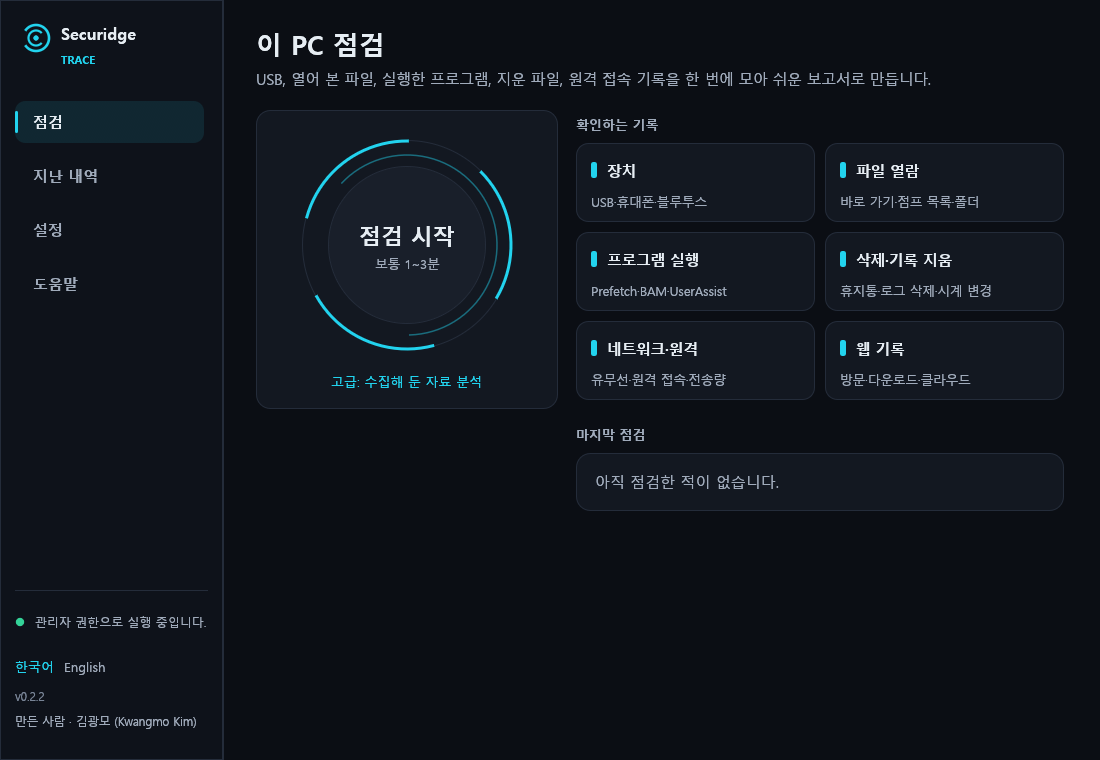 Securidge
TRACE
점검
지난 내역
설정
도움말
관리자 권한으로 실행 중입니다.
한국어 English
v0.2.2
만든 사람 · 김광모 (Kwangmo Kim)
이 PC 점검
USB, 열어 본 파일, 실행한 프로그램, 지운 파일, 원격 접속 기록을 한 번에 모아 쉬운 보고서로 만듭니다.
점검 시작
보통 1~3분
고급: 수집해 둔 자료 분석
확인하는 기록
장치
USB·휴대폰·블루투스
파일 열람
바로 가기·점프 목록·폴더
프로그램 실행
Prefetch·BAM·UserAssist
삭제·기록 지움
휴지통·로그 삭제·시계 변경
네트워크·원격
유무선·원격 접속·전송량
웹 기록
방문·다운로드·클라우드
마지막 점검
아직 점검한 적이 없습니다.